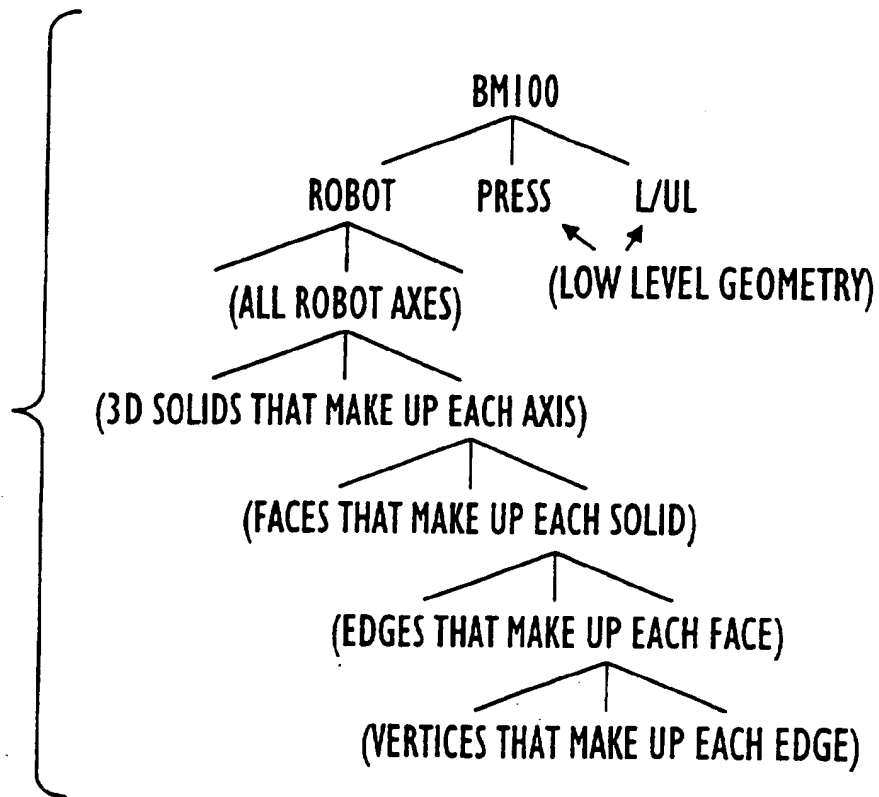 BM100
ROBOT PRESS L/UL
(LOW LEVEL GEOMETRY)
(ALL ROBOT AXES)
(3D SOLIDS THAT MAKE UP EACH AXIS)
(FACES THAT MAKE UP EACH SOLID)
(EDGES THAT MAKE UP EACH FACE)
(VERTICES THAT MAKE UP EACH EDGE)